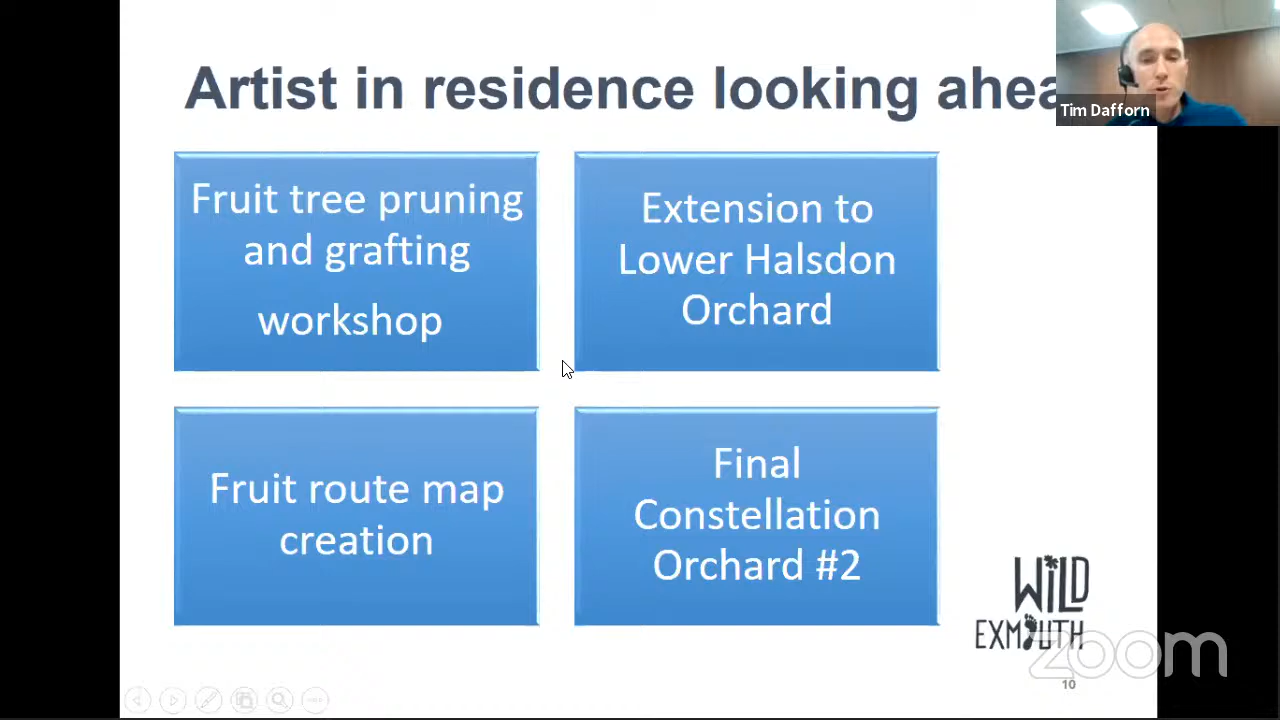 Artist in residence looking ahea
Tim Dafforn
Fruit tree pruning
and grafting
workshop
Extension to
Lower Halsdon
Orchard
Fruit route map
creation
Final
Constellation
Orchard #2
WiLD
EXMOUTH
zoom
10